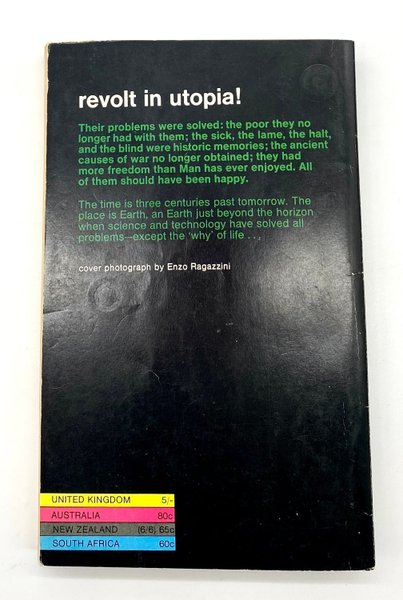 revolt in utopia!
Their problems were solved: the poor they no
longer had with them; the sick, the lame, the halt,
and the blind were historic memories; the ancient
causes of war no longer obtained; they had
more freedom than Man has ever enjoyed. All
of them should have been happy.
The time is three centuries past tomorrow. The
place is Earth, an Earth just beyond the horizon
when science and technology have solved all
problems—except the 'why' of life ...
cover photograph by Enzo Ragazzini
UNITED KINGDOM 5/-
AUSTRALIA 80c
NEW ZEALAND (6/6) 65c
SOUTH AFRICA 60c